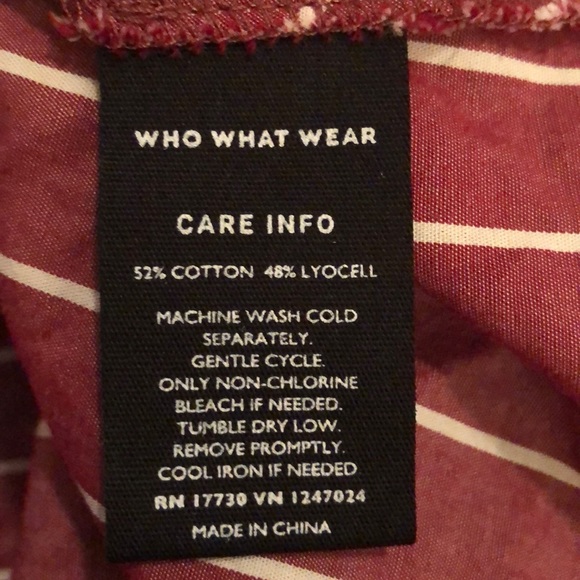 WHO WHAT WEAR
CARE INFO
52% COTTON 48% LYOCELL
MACHINE WASH COLD
SEPARATELY.
GENTLE CYCLE.
ONLY NON-CHLORINE
BLEACH IF NEEDED.
TUMBLE DRY LOW.
REMOVE PROMPTLY.
COOL IRON IF NEEDED
RN 17730 VN 1247024
MADE IN CHINA